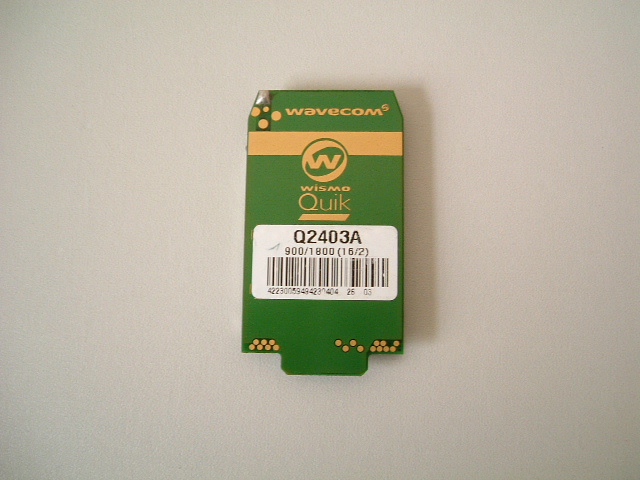 wavecom
W
WISMO
Quik
Q2403A
900/1800 (16/2)